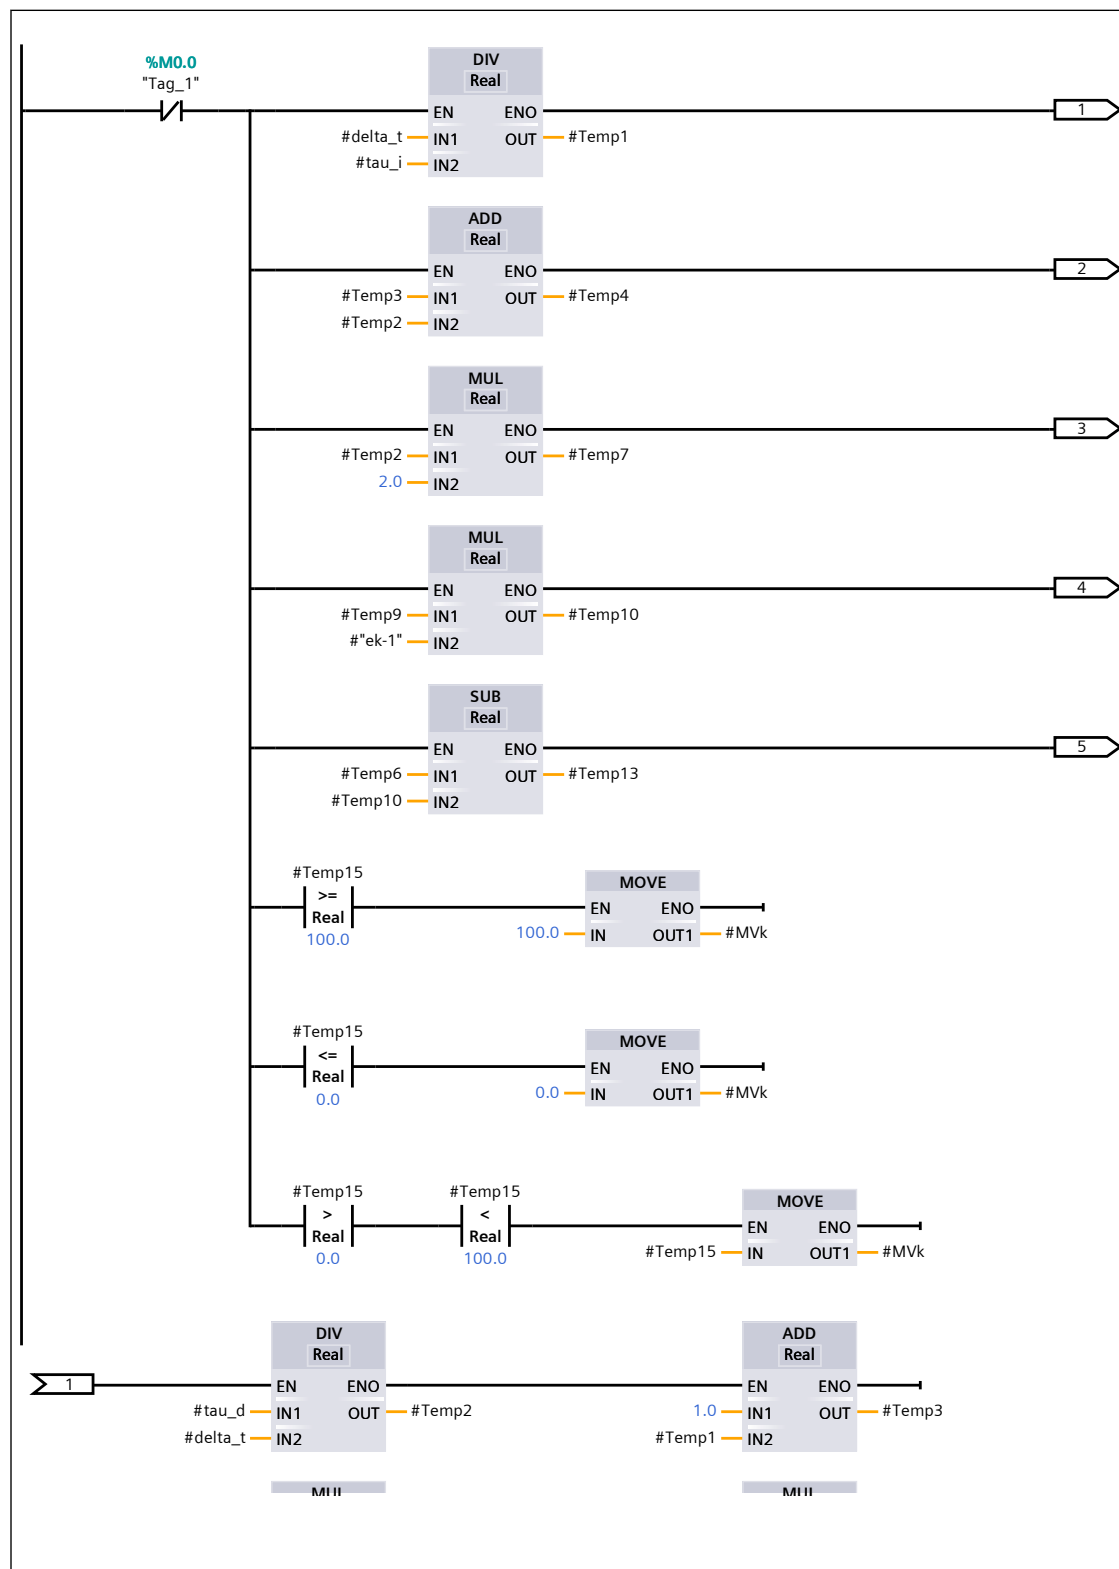 %M0.0
"Tag_1"
DIV
Real
EN ENO
#delta_t IN1 OUT #Temp1
#tau_i IN2
1
ADD
Real
EN ENO
#Temp3 IN1 OUT #Temp4
#Temp2 IN2
2
MUL
Real
EN ENO
#Temp2 IN1 OUT #Temp7
2.0 IN2
3
MUL
Real
EN ENO
#Temp9 IN1 OUT #Temp10
#"ek-1" IN2
4
SUB
Real
EN ENO
#Temp6 IN1 OUT #Temp13
#Temp10 IN2
5
#Temp15
>=
Real
100.0
MOVE
EN ENO
100.0 IN OUT1 #MVk
#Temp15
<=
Real
0.0
MOVE
EN ENO
0.0 IN OUT1 #MVk
#Temp15
>
Real
0.0
#Temp15
<
Real
100.0
MOVE
EN ENO
#Temp15 IN OUT1 #MVk
1
DIV
Real
EN ENO
#tau_d IN1 OUT #Temp2
#delta_t IN2
ADD
Real
EN ENO
1.0 IN1 OUT #Temp3
#Temp1 IN2
MUL MUL